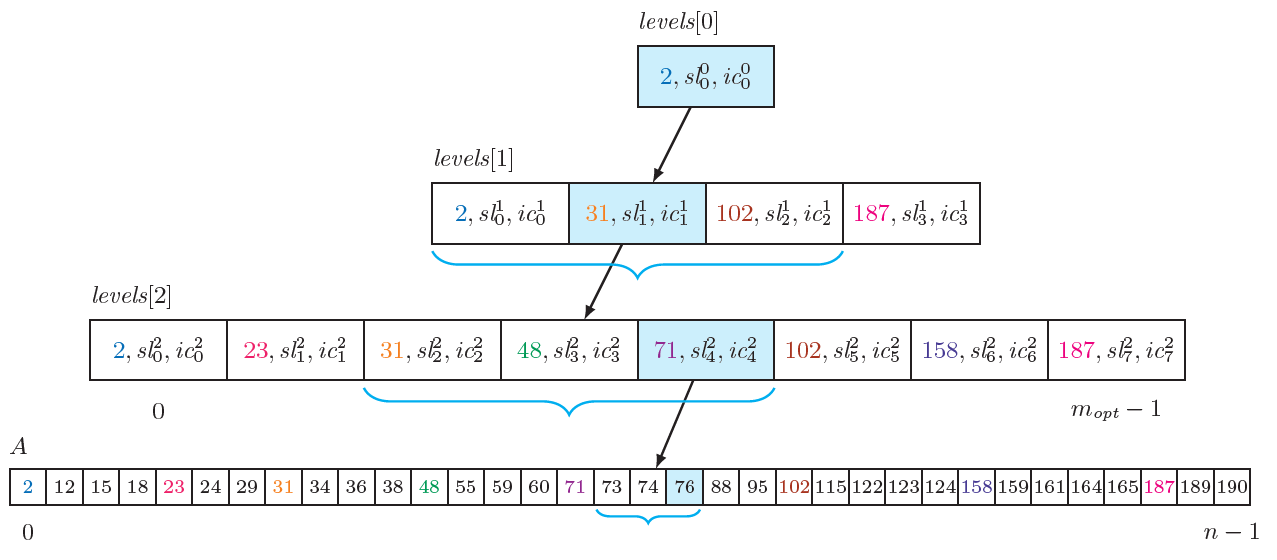 levels[0]
2, sl_0^0, ic_0^0
levels[1]
2, sl_0^1, ic_0^1 31, sl_1^1, ic_1^1 102, sl_2^1, ic_2^1 187, sl_3^1, ic_3^1
levels[2]
2, sl_0^2, ic_0^2 23, sl_1^2, ic_1^2 31, sl_2^2, ic_2^2 48, sl_3^2, ic_3^2 71, sl_4^2, ic_4^2 102, sl_5^2, ic_5^2 158, sl_6^2, ic_6^2 187, sl_7^2, ic_7^2
0 m_opt − 1
A
2 12 15 18 23 24 29 31 34 36 38 48 55 59 60 71 73 74 76 88 95 102 115 122 123 124 158 159 161 164 165 187 189 190
0 n − 1